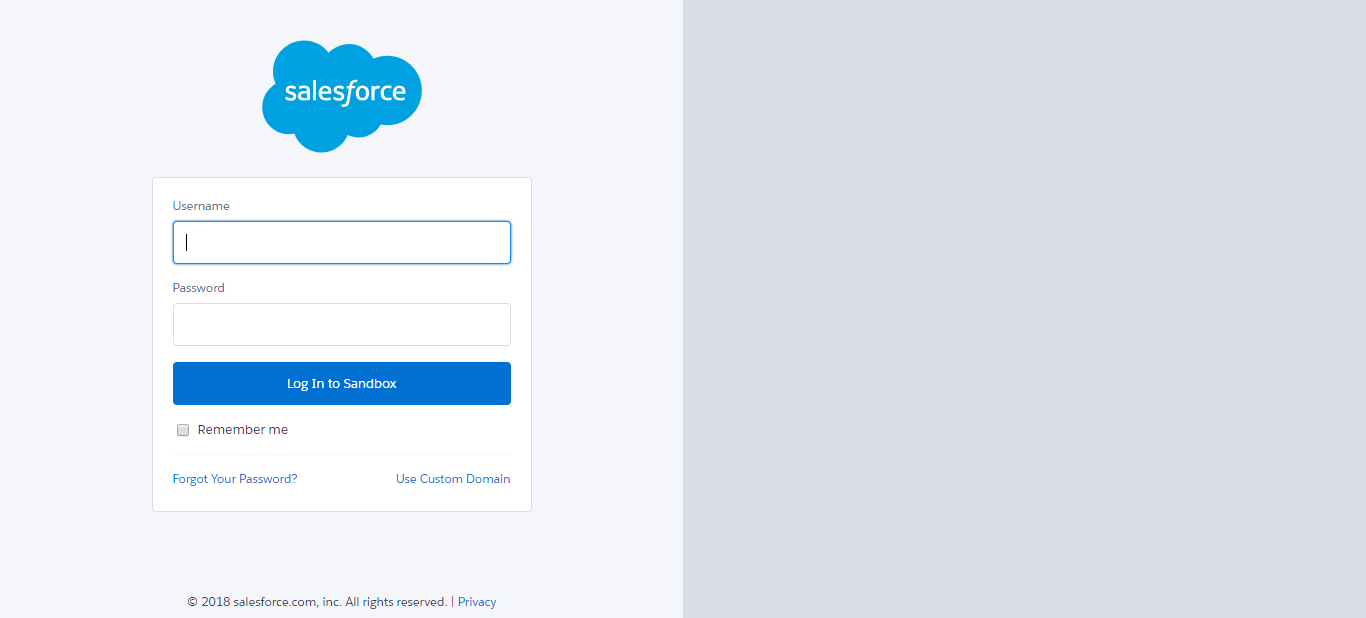 salesforce
Username
Password
Log In to Sandbox
Remember me
Forgot Your Password? Use Custom Domain
© 2018 salesforce.com, inc. All rights reserved. | Privacy